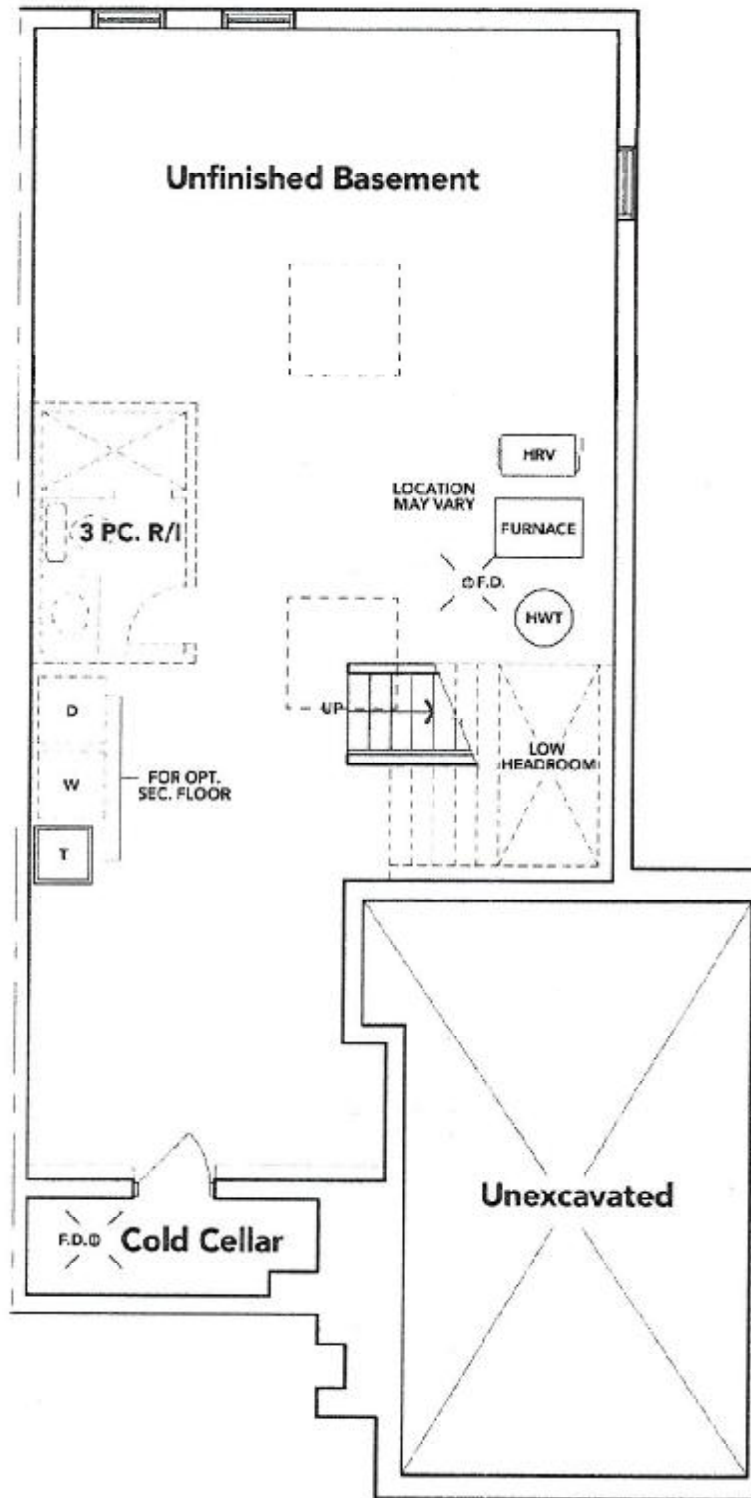 Unfinished Basement
HRV
LOCATION
MAY VARY
FURNACE
3 PC. R/I
F.D.
HWT
D
UP
W
FOR OPT.
SEC. FLOOR
LOW
HEADROOM
T
Unexcavated
F.D.
Cold Cellar